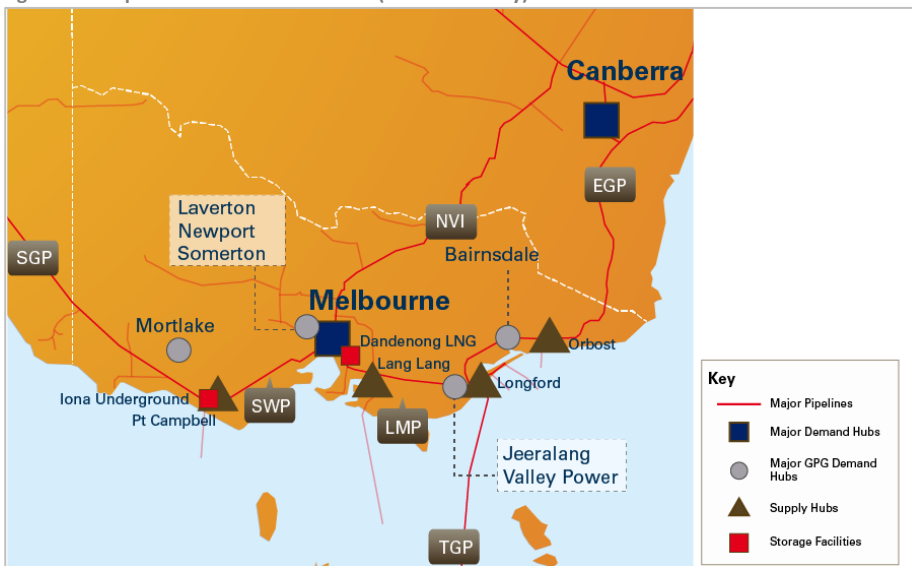 Canberra
EGP
Laverton
Newport
Somerton
NVI
Bairnsdale
SGP
Melbourne
Mortlake
Dandenong LNG
Orbost
Lang Lang
Iona Underground
Pt Campbell
SWP
Longford
LMP
Jeeralang
Valley Power
TGP
Key
Major Pipelines
Major Demand Hubs
Major GPG Demand
Hubs
Supply Hubs
Storage Facilities